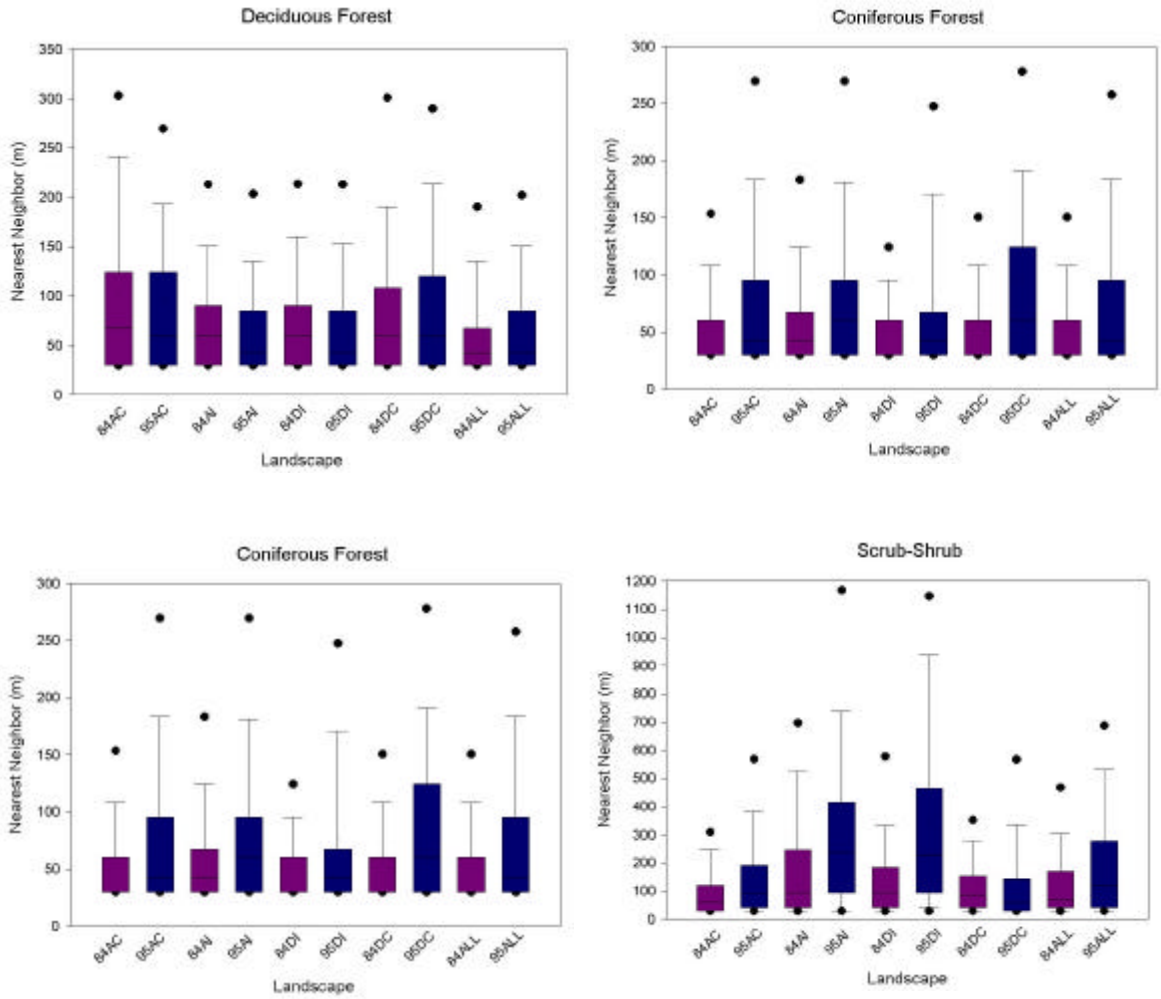 Deciduous Forest
350
300
250
200
150
100
50
0
Nearest Neighbor (m)
84AC 95AC 84AI 95AI 84DI 95DI 84DC 95DC 84ALL 95ALL
Landscape
Coniferous Forest
300
250
200
150
100
50
0
Nearest Neighbor (m)
84AC 95AC 84AI 95AI 84DI 95DI 84DC 95DC 84ALL 95ALL
Landscape
Coniferous Forest
300
250
200
150
100
50
0
Nearest Neighbor (m)
84AC 95AC 84AI 95AI 84DI 95DI 84DC 95DC 84ALL 95ALL
Landscape
Scrub-Shrub
1200
1100
1000
900
800
700
600
500
400
300
200
100
0
Nearest Neighbor (m)
84AC 95AC 84AI 95AI 84DI 95DI 84DC 95DC 84ALL 95ALL
Landscape